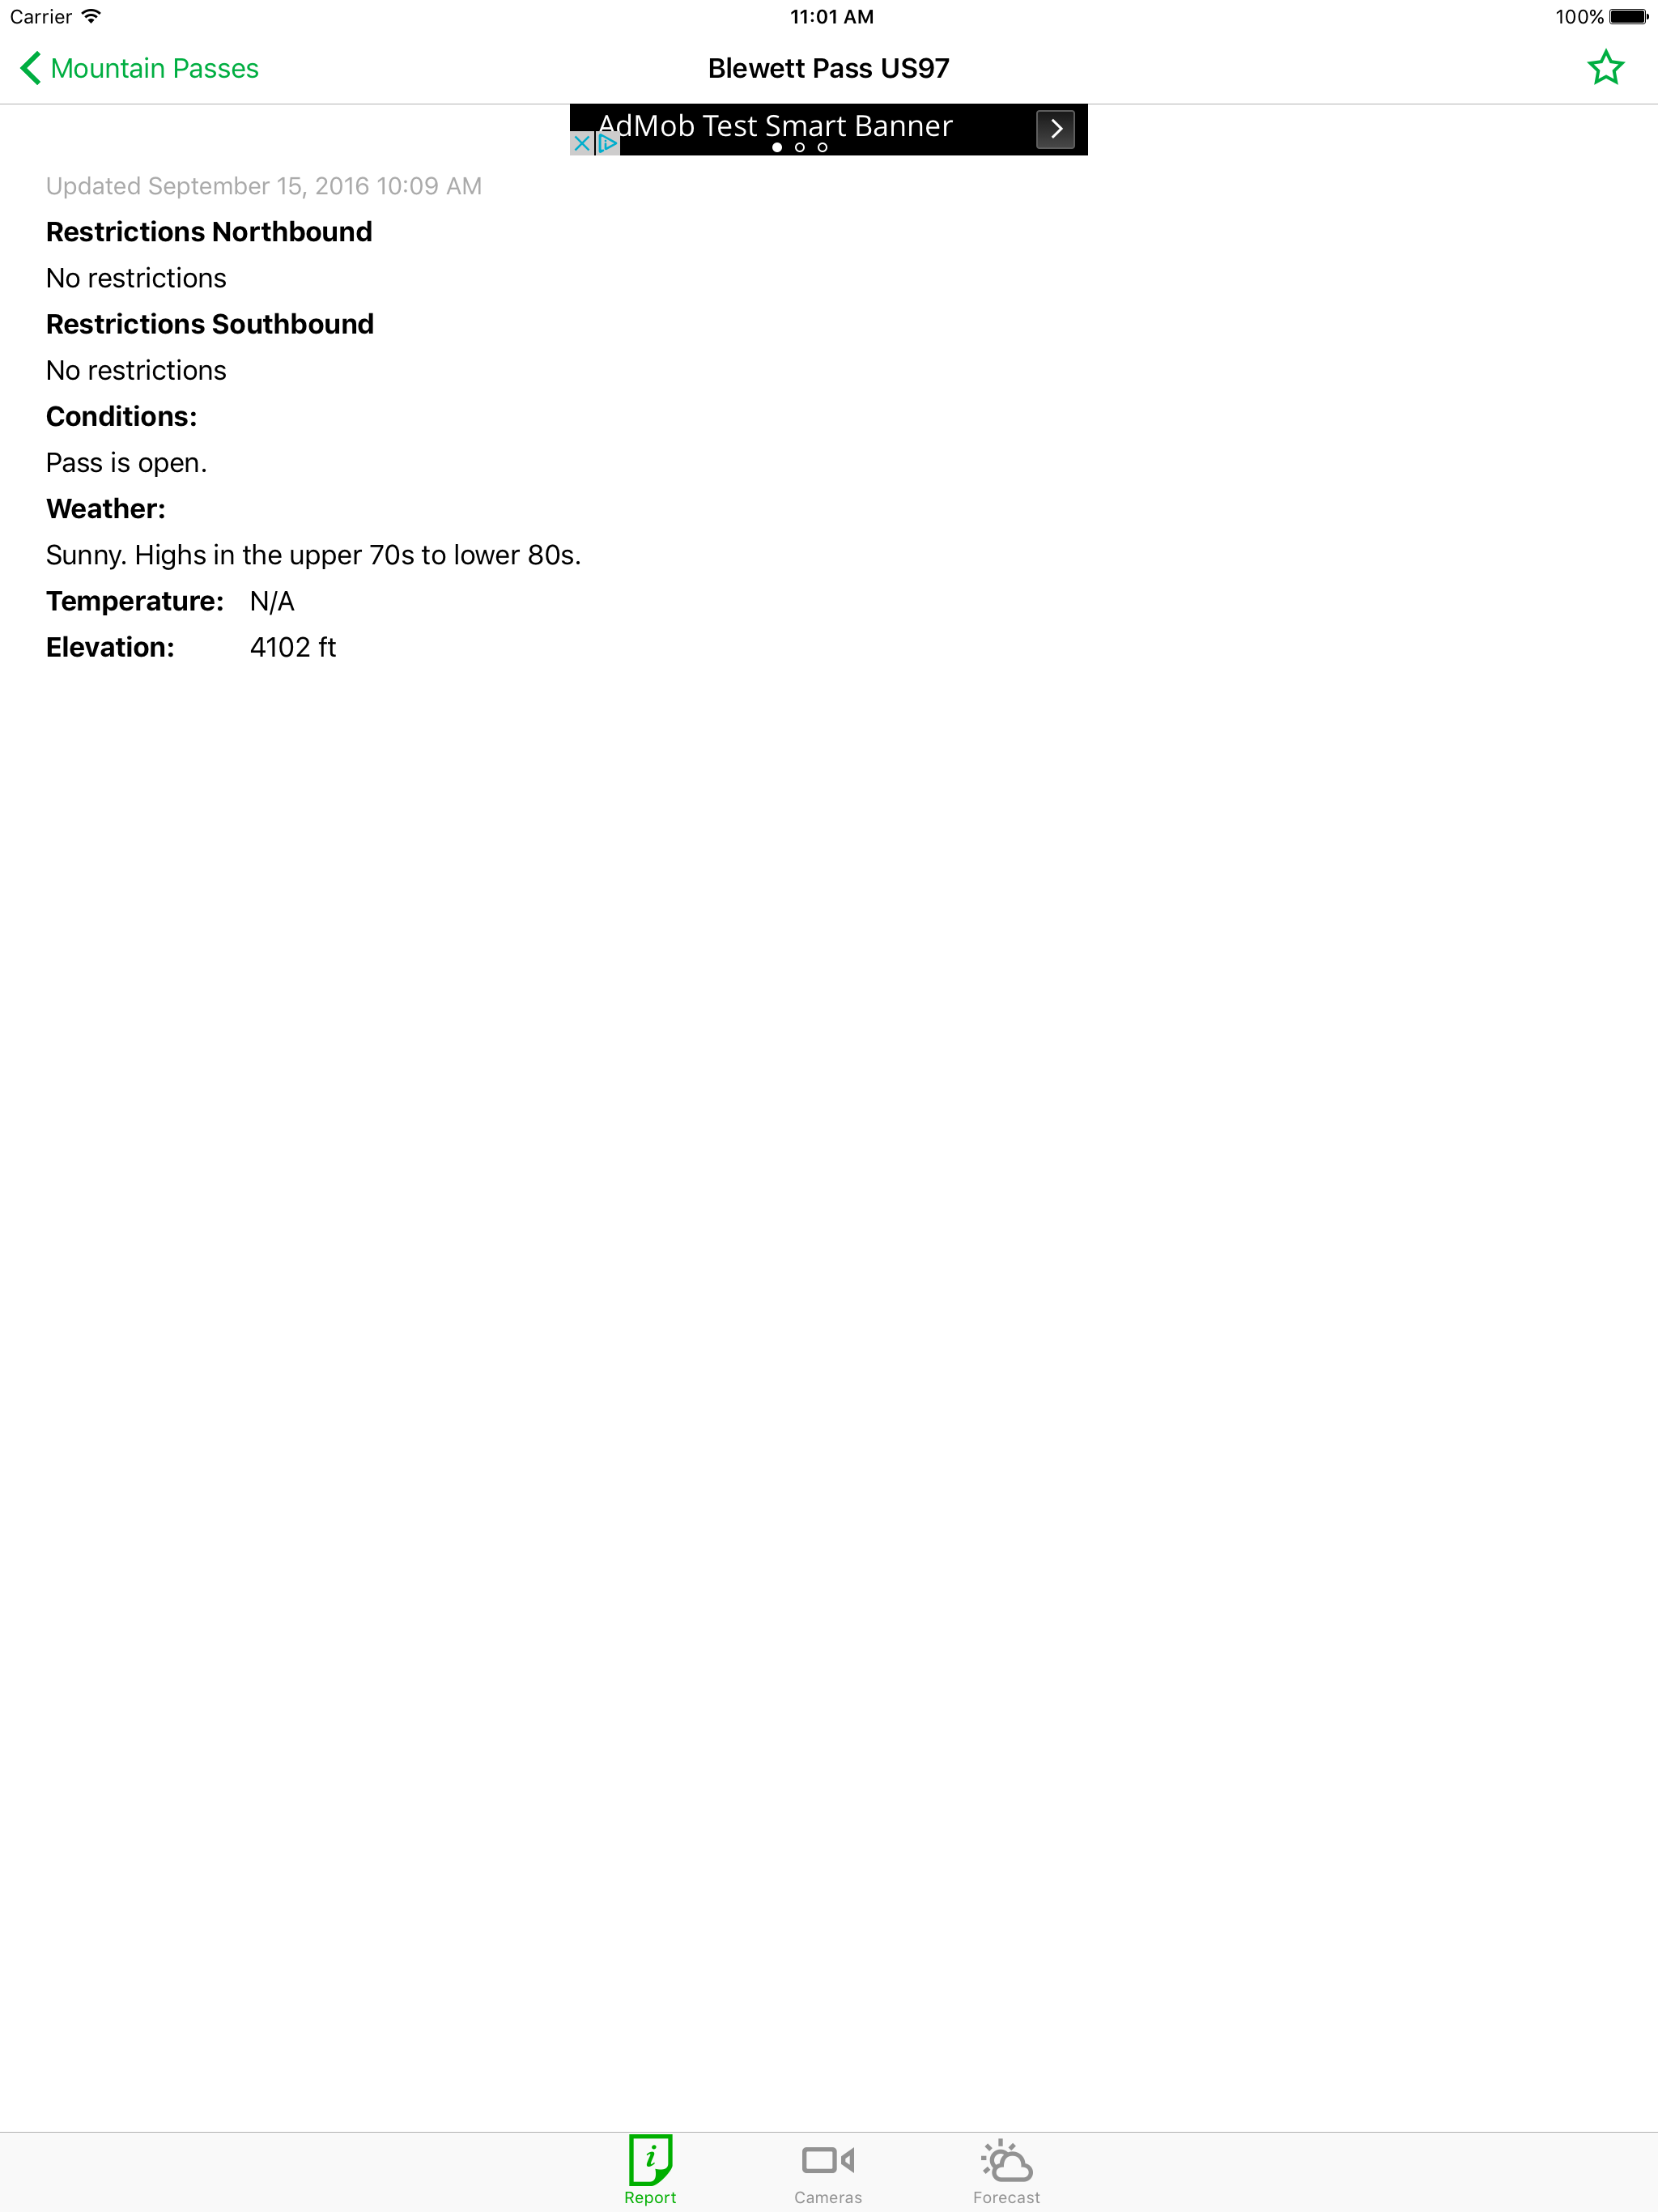 Carrier 11:01 AM 100%
Mountain Passes Blewett Pass US97
AdMob Test Smart Banner
Updated September 15, 2016 10:09 AM
Restrictions Northbound
No restrictions
Restrictions Southbound
No restrictions
Conditions:
Pass is open.
Weather:
Sunny. Highs in the upper 70s to lower 80s.
Temperature: N/A
Elevation: 4102 ft
Report Cameras Forecast